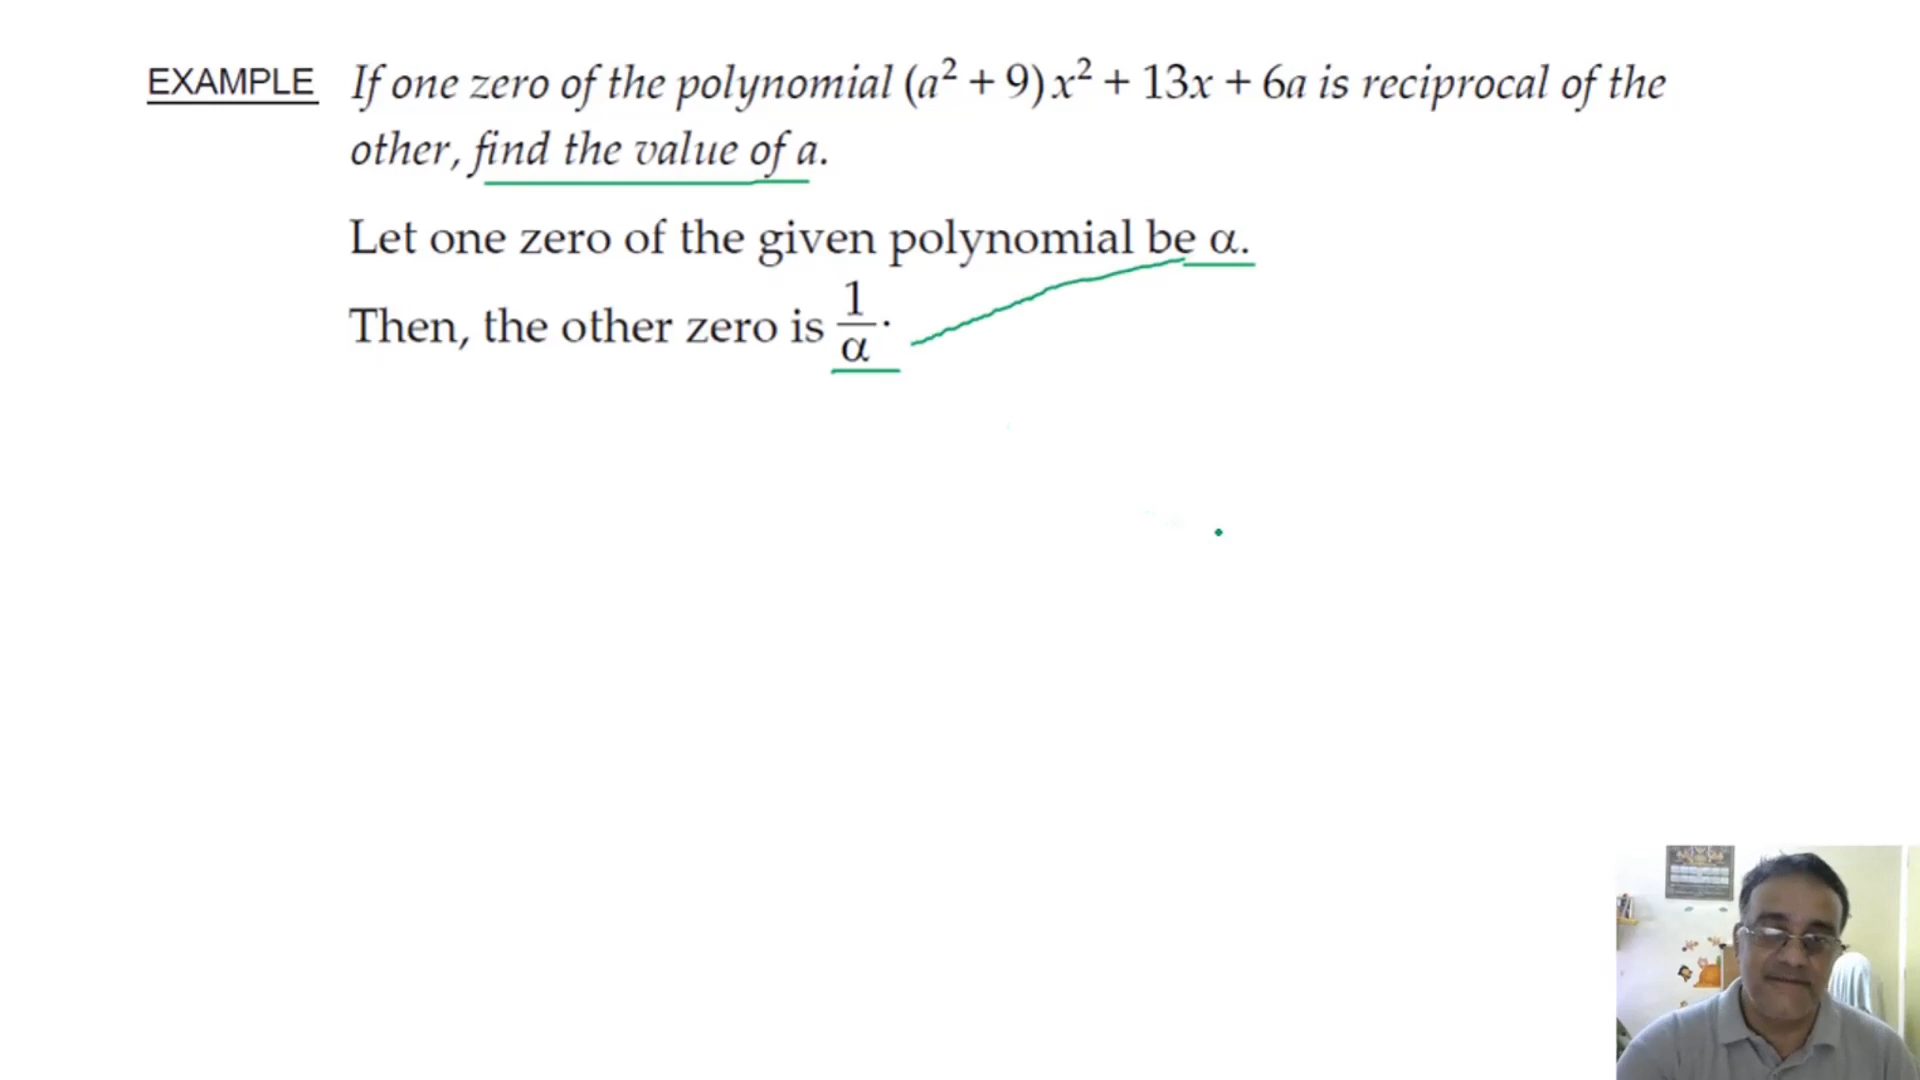 EXAMPLE If one zero of the polynomial (a² + 9)x² + 13x + 6a is reciprocal of the
other, find the value of a.
Let one zero of the given polynomial be α.
Then, the other zero is 1/α.